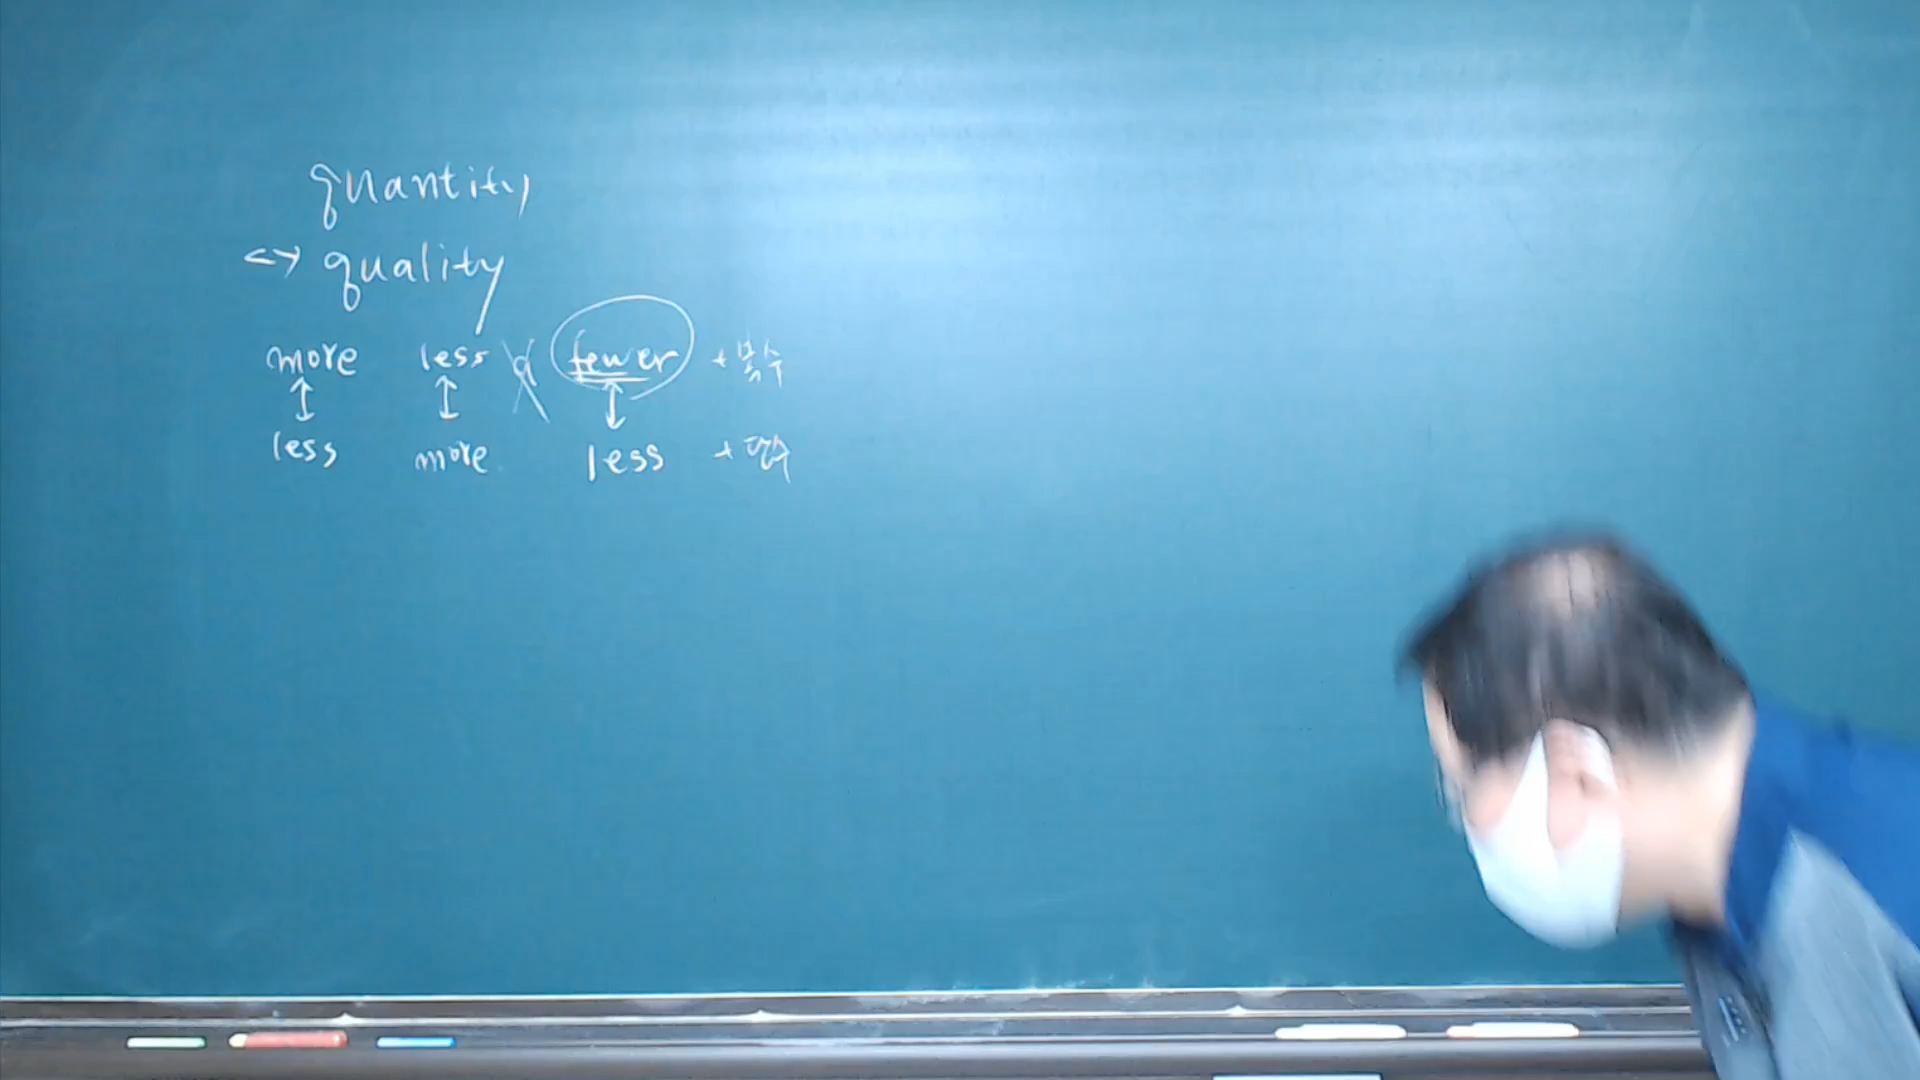 quantity
<-> quality
more less fewer + 복수
↕ ↕ ↕
less more less + 단수